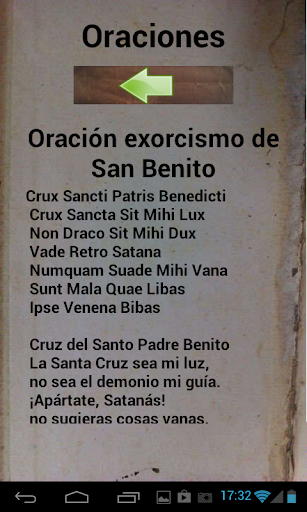 Oraciones
Oración exorcismo de
San Benito
Crux Sancti Patris Benedicti
Crux Sancta Sit Mihi Lux
Non Draco Sit Mihi Dux
Vade Retro Satana
Numquam Suade Mihi Vana
Sunt Mala Quae Libas
Ipse Venena Bibas
Cruz del Santo Padre Benito
La Santa Cruz sea mi luz,
no sea el demonio mi guía.
¡Apártate, Satanás!
no sugieras cosas vanas,
17:32